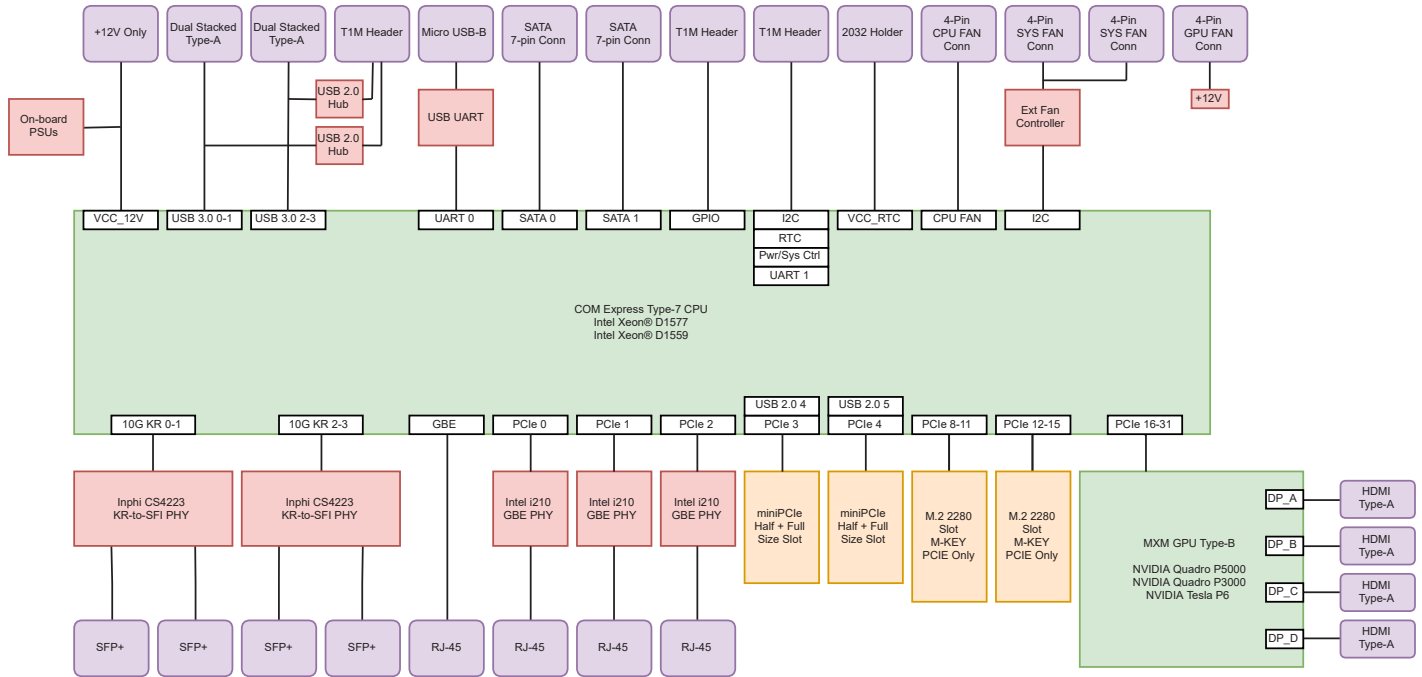 +12V Only
Dual Stacked
Type-A
Dual Stacked
Type-A
T1M Header
Micro USB-B
SATA
7-pin Conn
SATA
7-pin Conn
T1M Header
T1M Header
2032 Holder
4-Pin
CPU FAN
Conn
4-Pin
SYS FAN
Conn
4-Pin
SYS FAN
Conn
4-Pin
GPU FAN
Conn
On-board
PSUs
USB 2.0
Hub
USB 2.0
Hub
USB UART
Ext Fan
Controller
+12V
VCC_12V
USB 3.0 0-1
USB 3.0 2-3
UART 0
SATA 0
SATA 1
GPIO
I2C
VCC_RTC
CPU FAN
I2C
RTC
Pwr/Sys Ctrl
UART 1
COM Express Type-7 CPU
Intel Xeon® D1577
Intel Xeon® D1559
USB 2.0 4
USB 2.0 5
10G KR 0-1
10G KR 2-3
GBE
PCIe 0
PCIe 1
PCIe 2
PCIe 3
PCIe 4
PCIe 8-11
PCIe 12-15
PCIe 16-31
Inphi CS4223
KR-to-SFI PHY
Inphi CS4223
KR-to-SFI PHY
Intel i210
GBE PHY
Intel i210
GBE PHY
Intel i210
GBE PHY
miniPCIe
Half + Full
Size Slot
miniPCIe
Half + Full
Size Slot
M.2 2280
Slot
M-KEY
PCIE Only
M.2 2280
Slot
M-KEY
PCIE Only
MXM GPU Type-B
NVIDIA Quadro P5000
NVIDIA Quadro P3000
NVIDIA Tesla P6
DP_A
HDMI
Type-A
DP_B
HDMI
Type-A
DP_C
HDMI
Type-A
DP_D
HDMI
Type-A
SFP+
SFP+
SFP+
SFP+
RJ-45
RJ-45
RJ-45
RJ-45